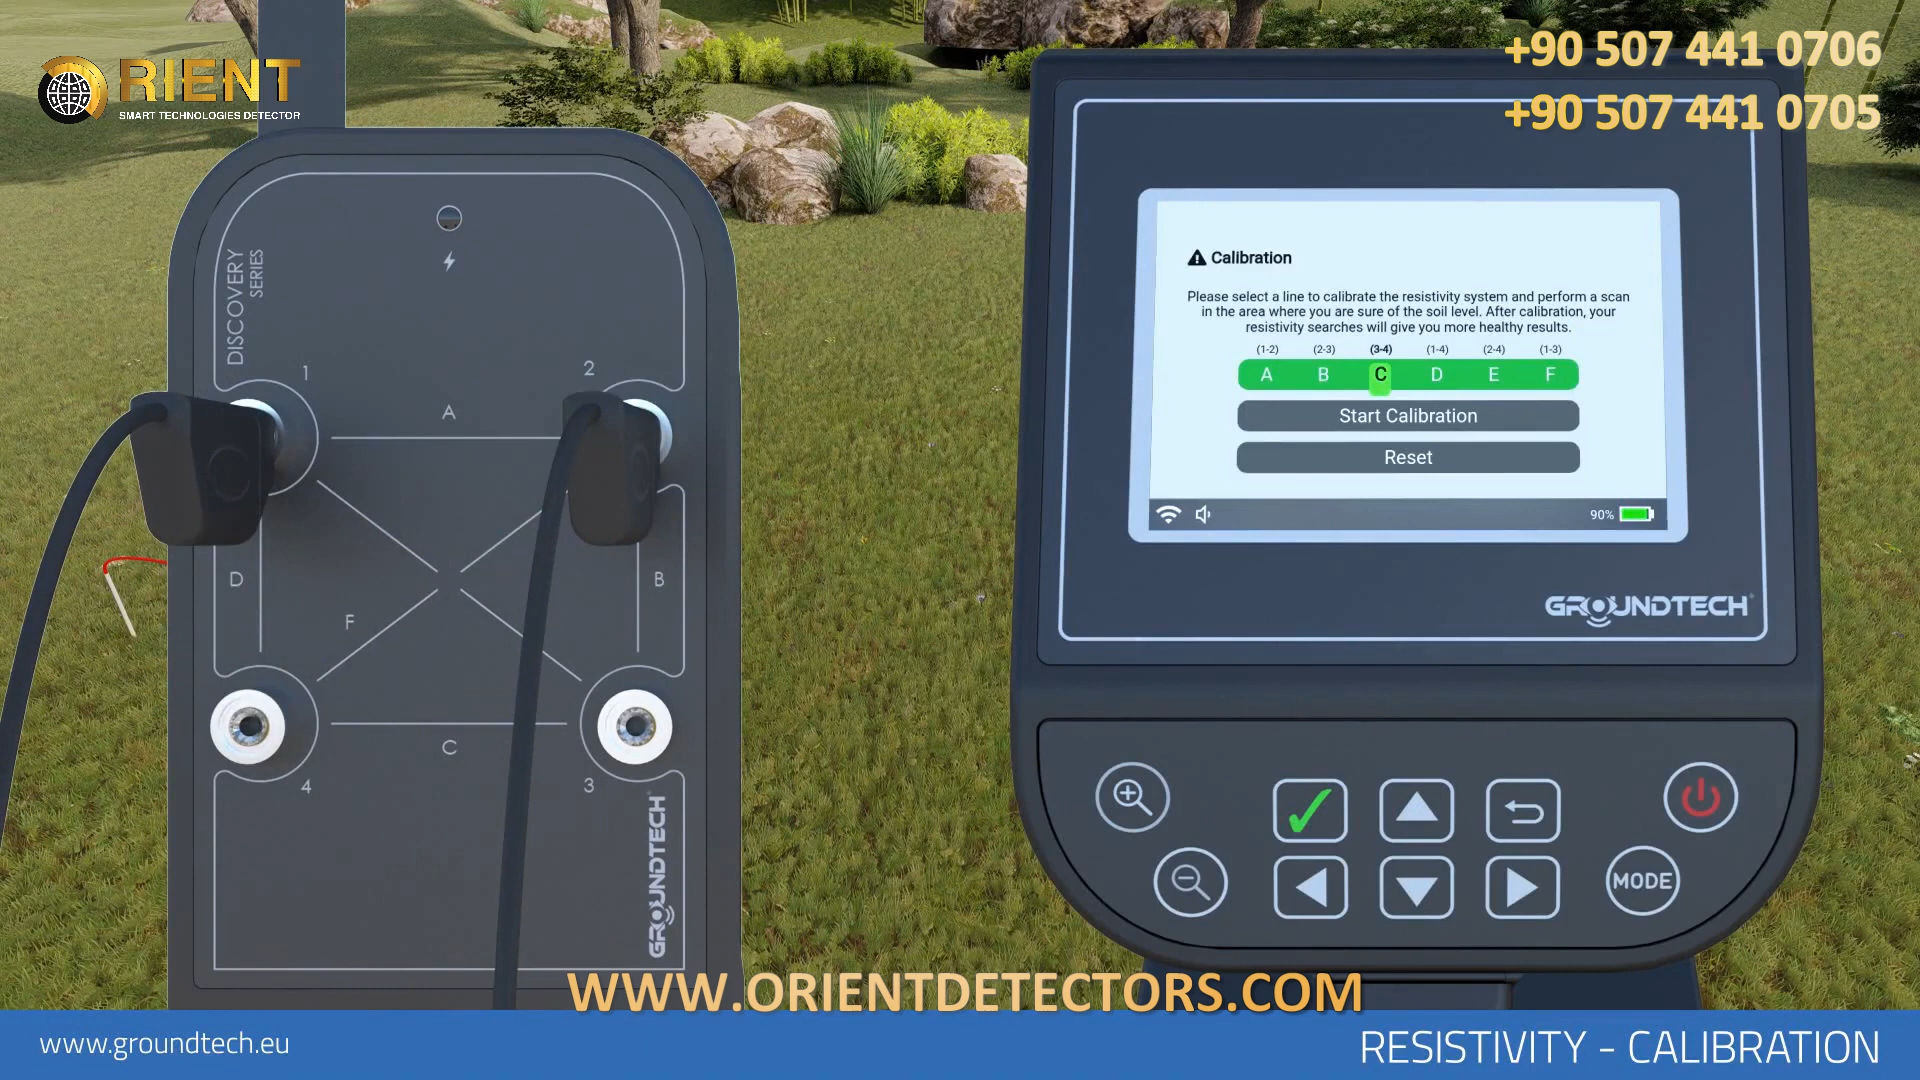 RIENT
SMART TECHNOLOGIES DETECTOR
+90 507 441 0706
+90 507 441 0705
DISCOVERY
SERIES
1
2
A
D
B
F
C
4
3
GROUNDTECH
Calibration
Please select a line to calibrate the resistivity system and perform a scan
in the area where you are sure of the soil level. After calibration, your
resistivity searches will give you more healthy results.
(1-2) (2-3) (3-4) (1-4) (2-4) (1-3)
A B C D E F
Start Calibration
Reset
90%
GROUNDTECH
MODE
WWW.ORIENTDETECTORS.COM
www.groundtech.eu
RESISTIVITY - CALIBRATION